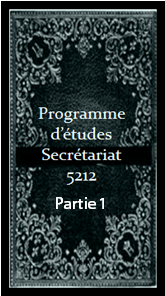 Programme
d'études
Secrétariat
5212
Partie 1